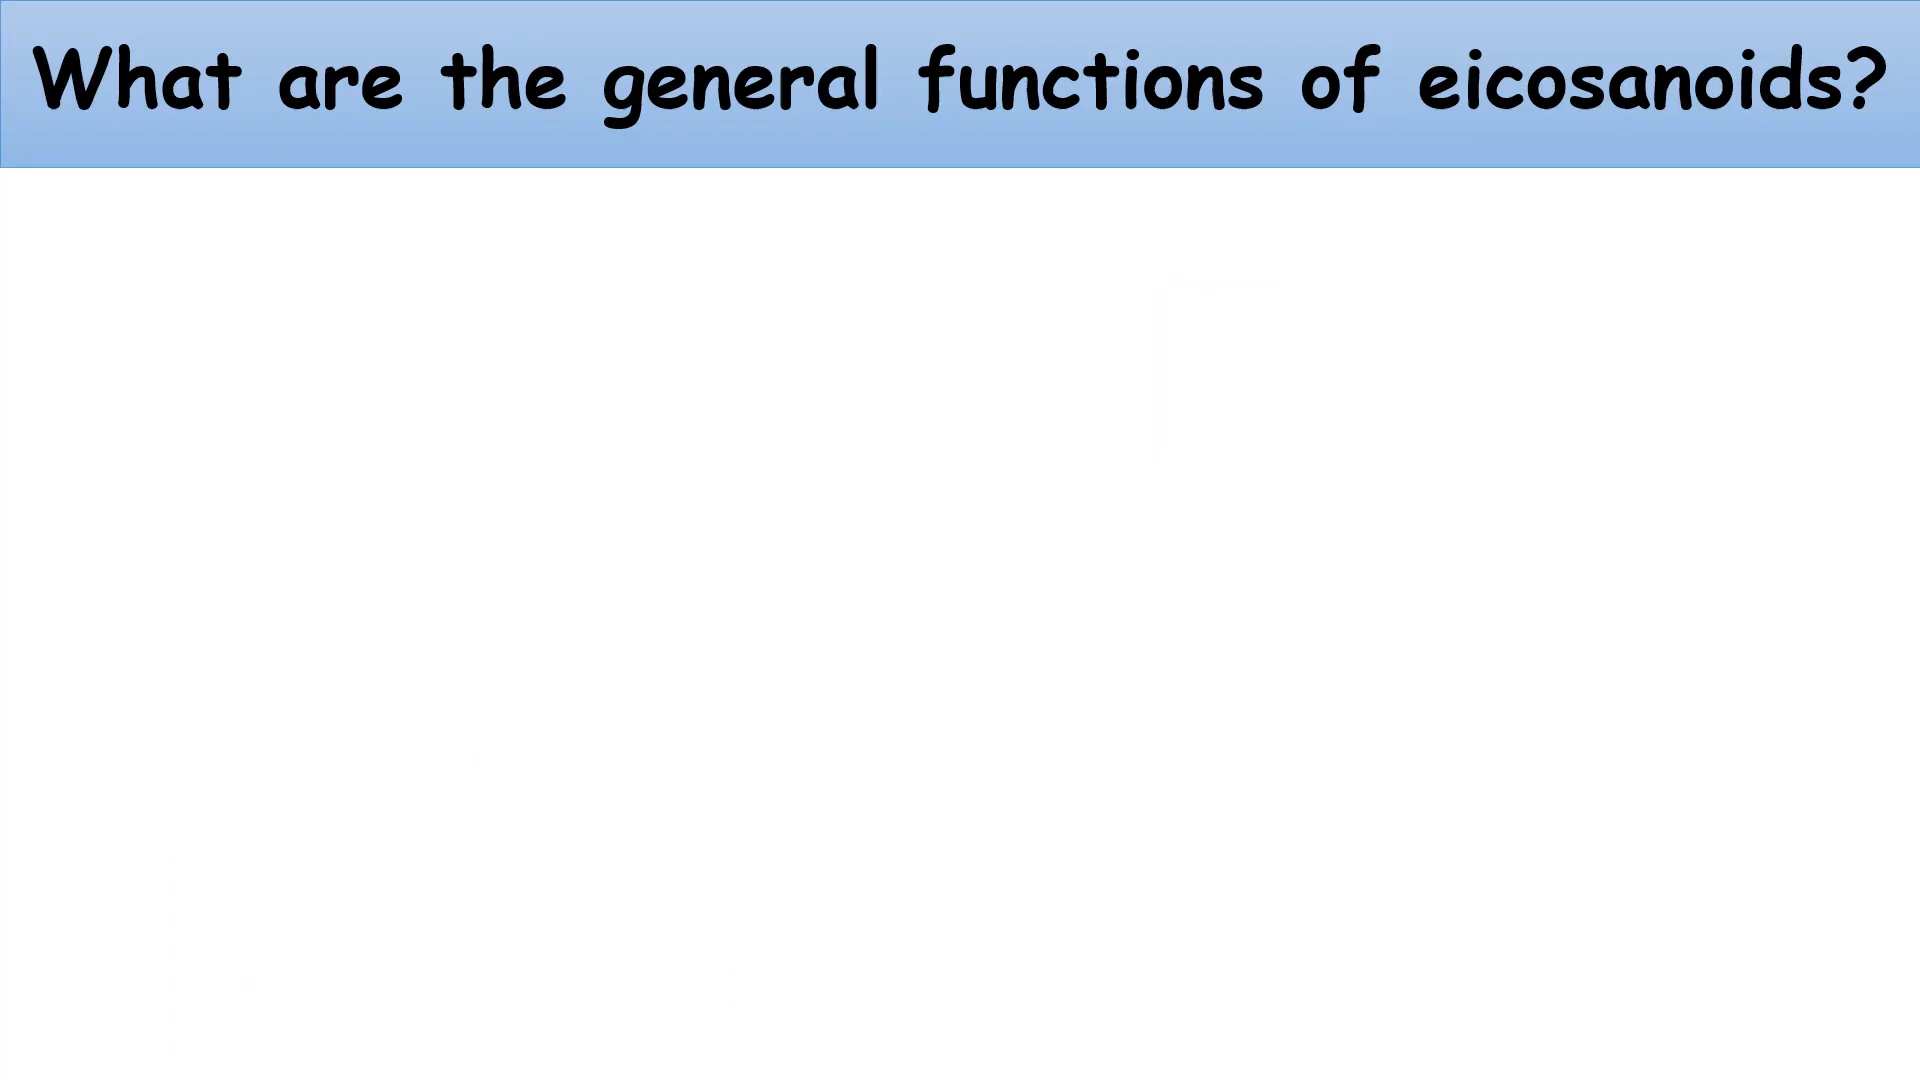 What are the general functions of eicosanoids?